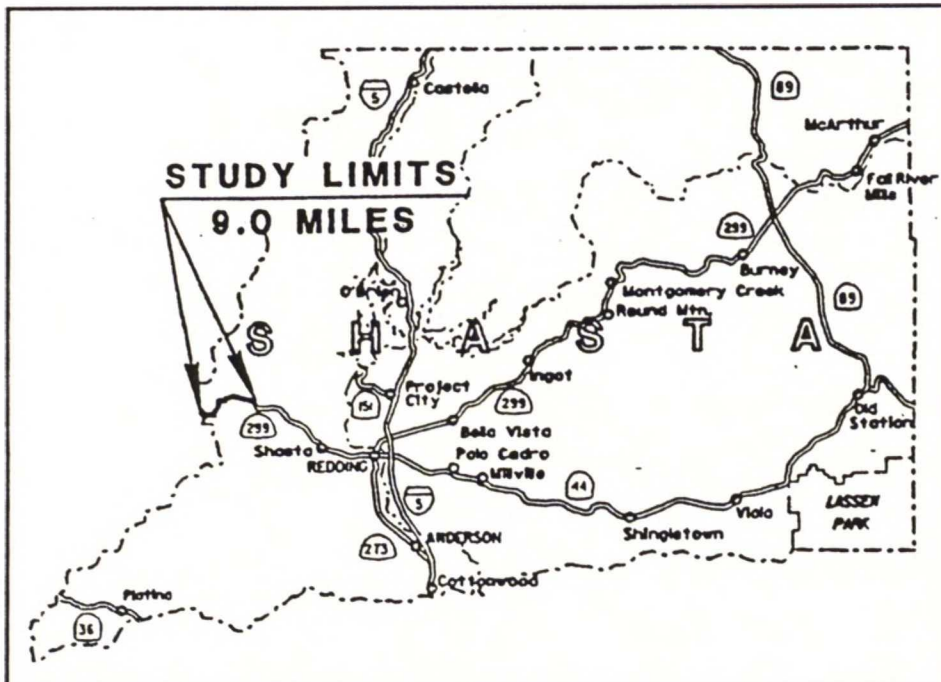 5
Castella
89
McArthur
Fall River
Mills
STUDY LIMITS
9.0 MILES
299
Burney
O'Brien
Montgomery Creek
Round Mtn.
89
S H A S T A
Ingot
Project
City
151
299
Old
Station
299
Bella Vista
Shasta
REDDING
Palo Cedro
Millville
44
5
LASSEN
PARK
Viola
Shingletown
273
ANDERSON
Cottonwood
Platina
36